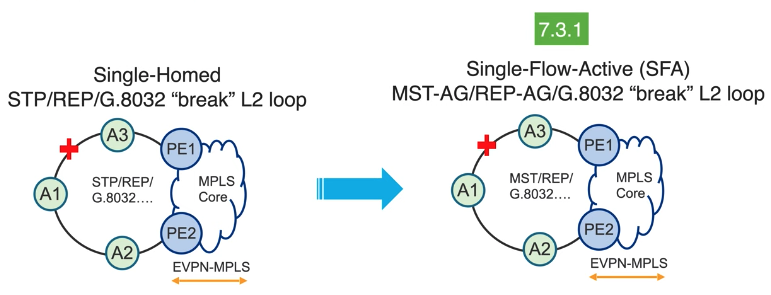 7.3.1
Single-Homed
STP/REP/G.8032 “break” L2 loop
Single-Flow-Active (SFA)
MST-AG/REP-AG/G.8032 “break” L2 loop
A3
PE1
STP/REP/
G.8032....
MPLS
Core
A1
A2
PE2
EVPN-MPLS
A3
PE1
MST/REP/
G.8032....
MPLS
Core
A1
A2
PE2
EVPN-MPLS